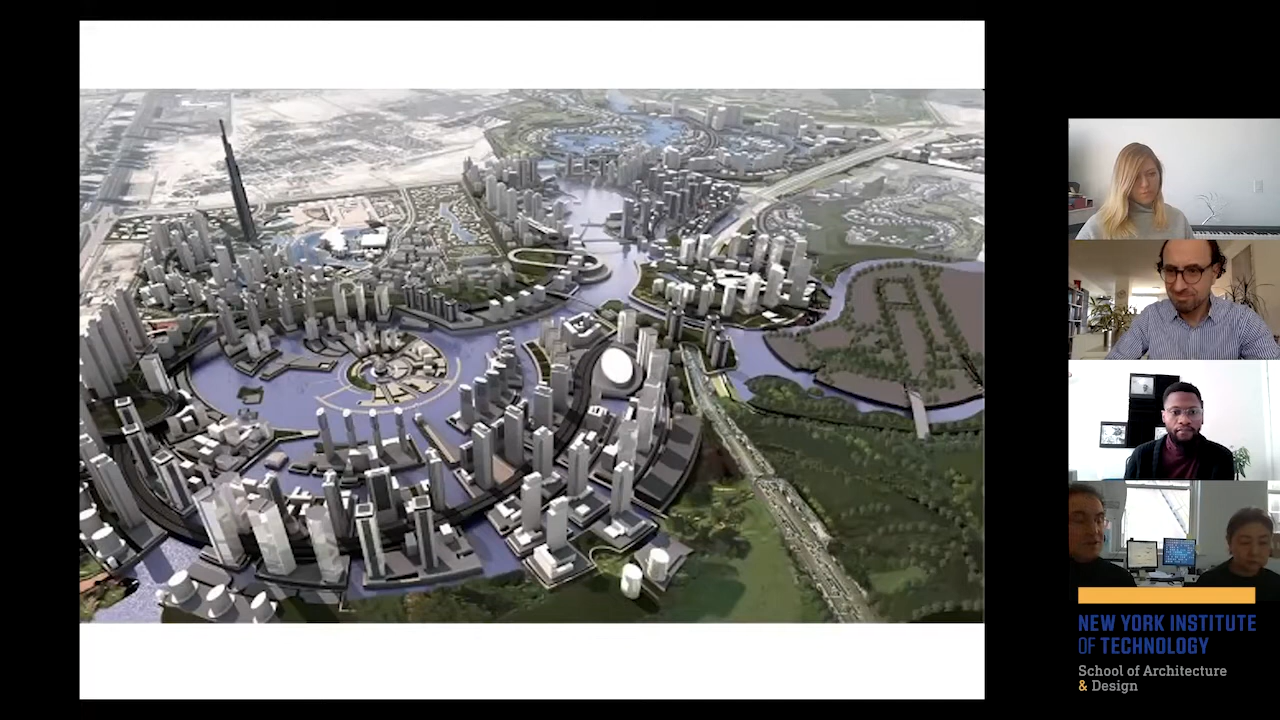 NEW YORK INSTITUTE
OF TECHNOLOGY
School of Architecture
& Design